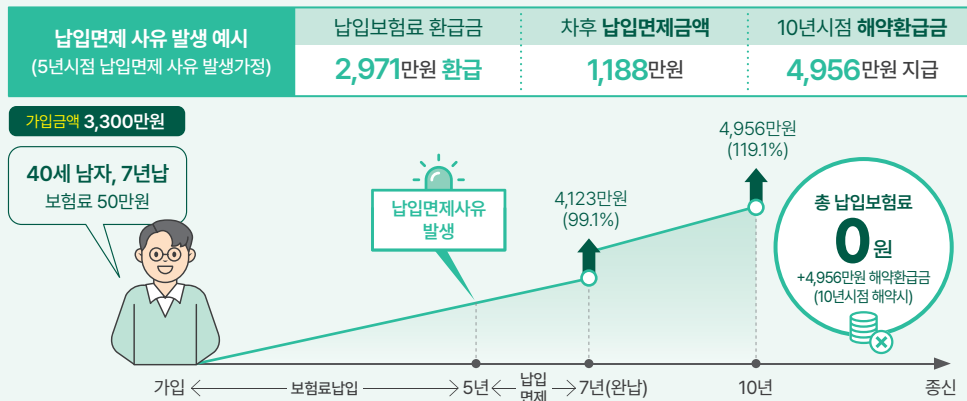 납입면제 사유 발생 예시
(5년시점 납입면제 사유 발생가정)
납입보험료 환급금
2,971만원 환급
차후 납입면제금액
1,188만원
10년시점 해약환급금
4,956만원 지급
가입금액 3,300만원
40세 남자, 7년납
보험료 50만원
납입면제사유
발생
4,123만원
(99.1%)
4,956만원
(119.1%)
총 납입보험료
0원
+4,956만원 해약환급금
(10년시점 해약시)
가입
보험료납입
5년
납입
면제
7년(완납)
10년
종신